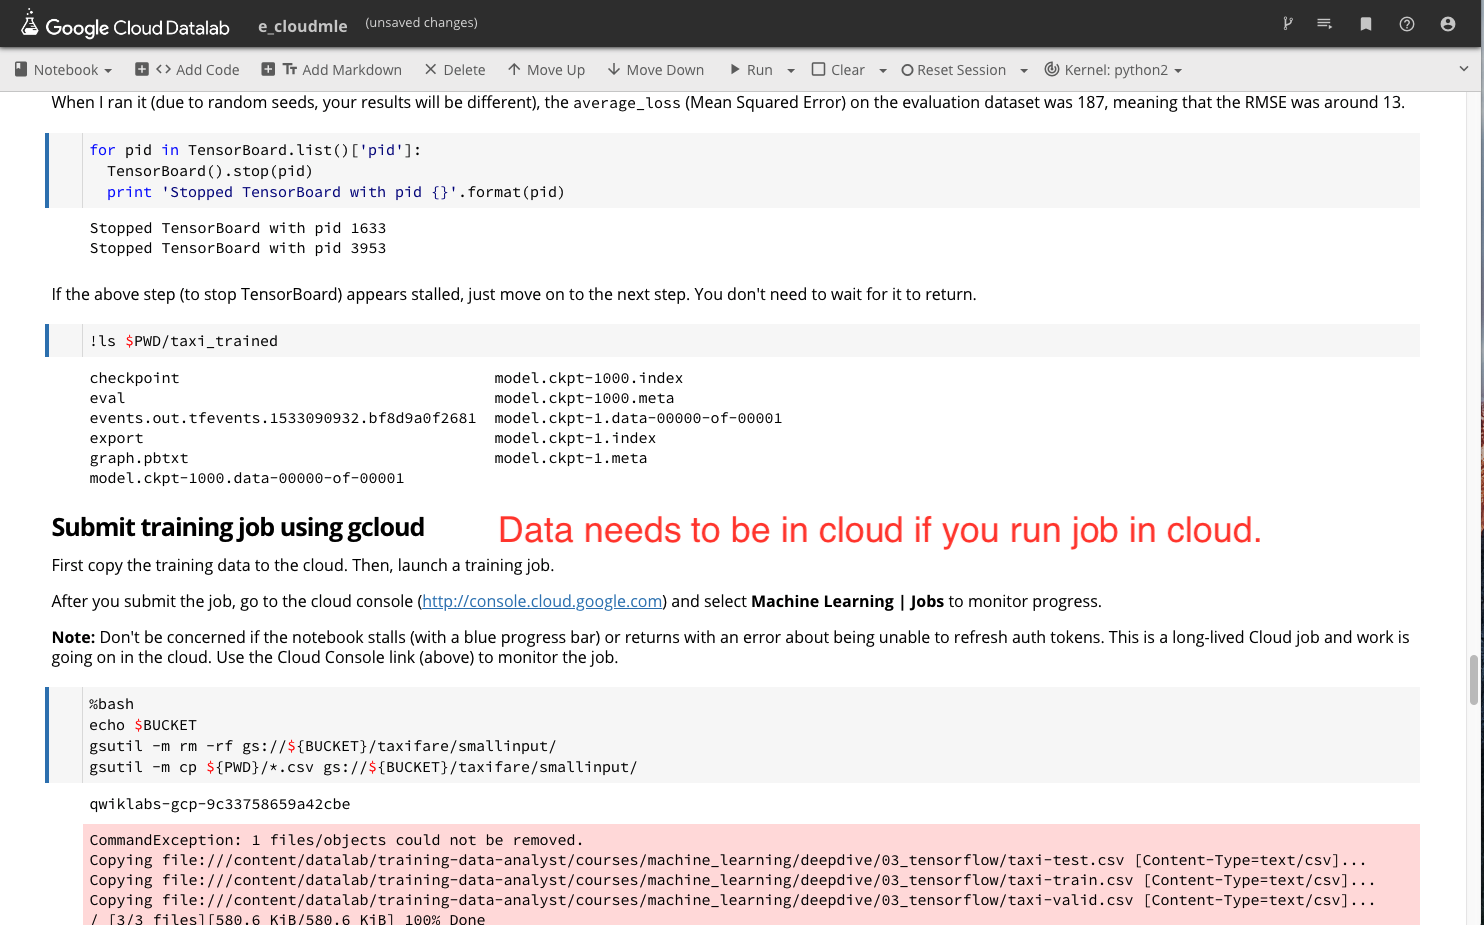 Google Cloud Datalab e_cloudmle (unsaved changes)
Notebook <> Add Code Tr Add Markdown Delete Move Up Move Down Run Clear Reset Session Kernel: python2
When I ran it (due to random seeds, your results will be different), the average_loss (Mean Squared Error) on the evaluation dataset was 187, meaning that the RMSE was around 13.
for pid in TensorBoard.list()['pid']:
TensorBoard().stop(pid)
print 'Stopped TensorBoard with pid {}'.format(pid)
Stopped TensorBoard with pid 1633
Stopped TensorBoard with pid 3953
If the above step (to stop TensorBoard) appears stalled, just move on to the next step. You don't need to wait for it to return.
!ls $PWD/taxi_trained
checkpoint model.ckpt-1000.index
eval model.ckpt-1000.meta
events.out.tfevents.1533090932.bf8d9a0f2681 model.ckpt-1.data-00000-of-00001
export model.ckpt-1.index
graph.pbtxt model.ckpt-1.meta
model.ckpt-1000.data-00000-of-00001
Submit training job using gcloud Data needs to be in cloud if you run job in cloud.
First copy the training data to the cloud. Then, launch a training job.
After you submit the job, go to the cloud console (http://console.cloud.google.com) and select Machine Learning | Jobs to monitor progress.
Note: Don't be concerned if the notebook stalls (with a blue progress bar) or returns with an error about being unable to refresh auth tokens. This is a long-lived Cloud job and work is
going on in the cloud. Use the Cloud Console link (above) to monitor the job.
%bash
echo $BUCKET
gsutil -m rm -rf gs://${BUCKET}/taxifare/smallinput/
gsutil -m cp ${PWD}/*.csv gs://${BUCKET}/taxifare/smallinput/
qwiklabs-gcp-9c33758659a42cbe
CommandException: 1 files/objects could not be removed.
Copying file:///content/datalab/training-data-analyst/courses/machine_learning/deepdive/03_tensorflow/taxi-test.csv [Content-Type=text/csv]...
Copying file:///content/datalab/training-data-analyst/courses/machine_learning/deepdive/03_tensorflow/taxi-train.csv [Content-Type=text/csv]...
Copying file:///content/datalab/training-data-analyst/courses/machine_learning/deepdive/03_tensorflow/taxi-valid.csv [Content-Type=text/csv]...
/ [3/3 files][580.6 KiB/580.6 KiB] 100% Done